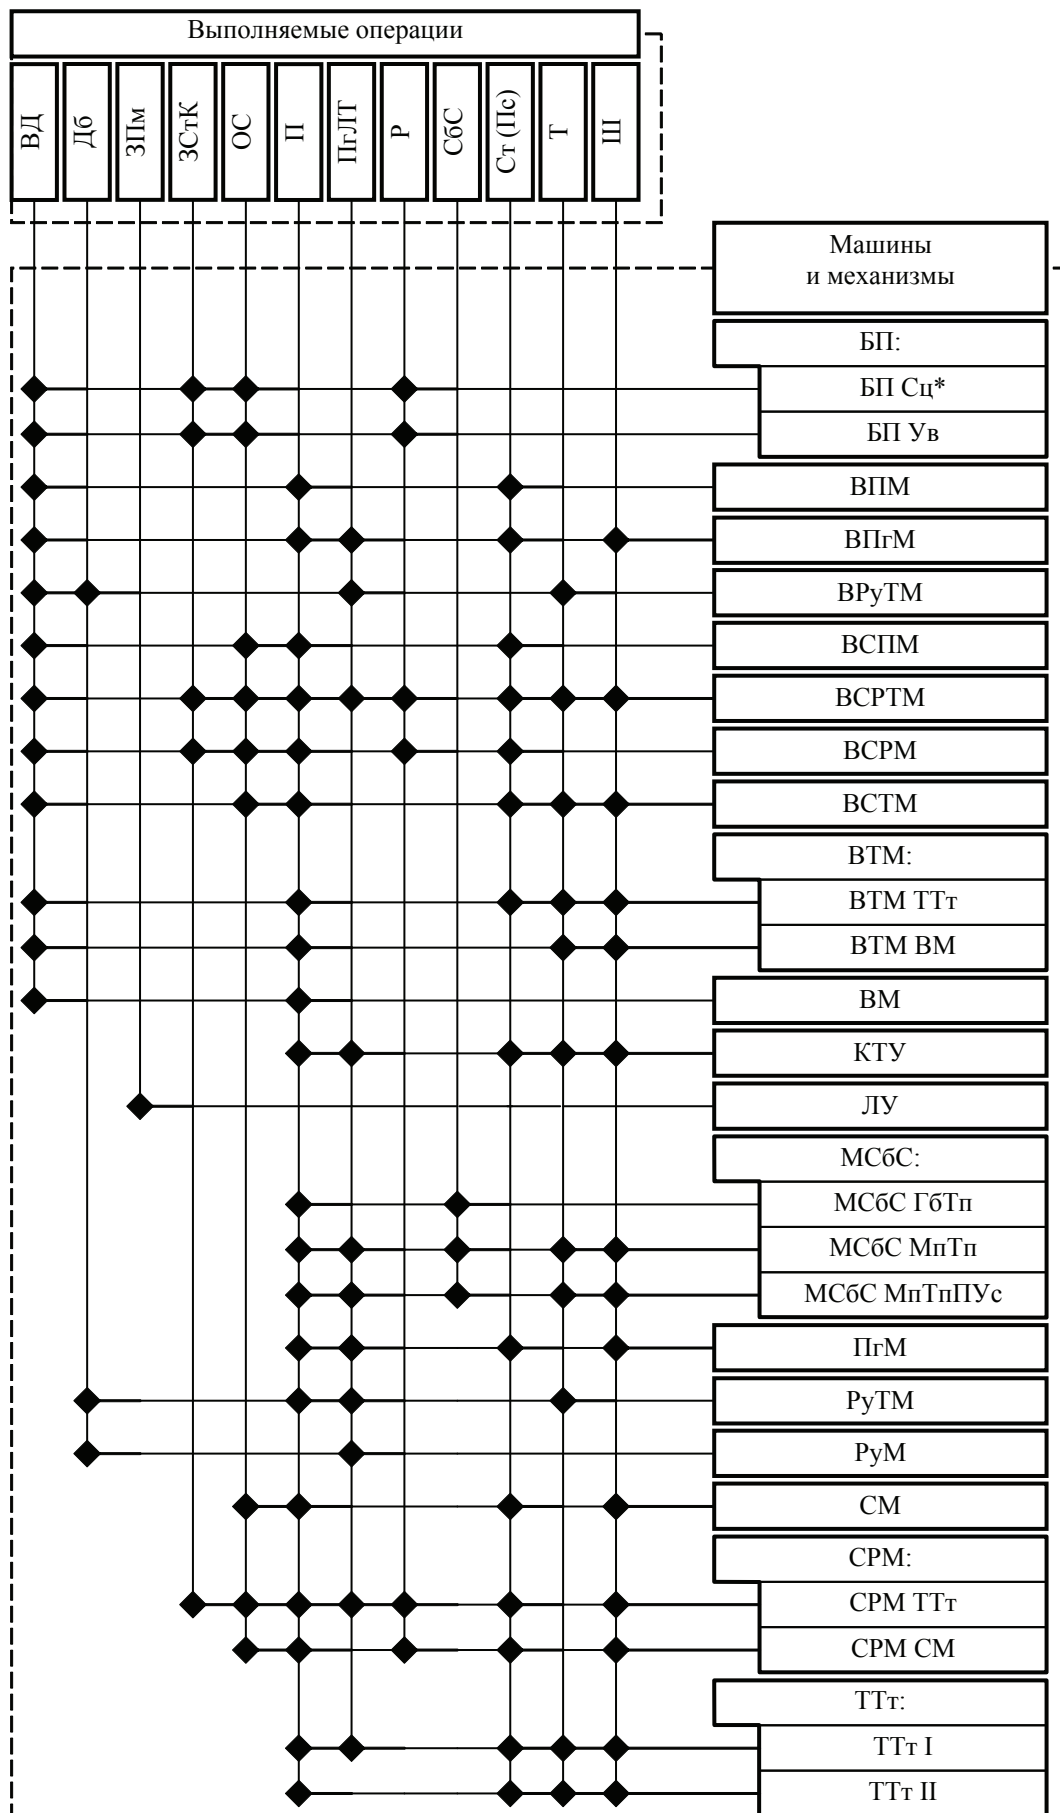 Выполняемые операции
ВД
Дб
ЗПм
ЗСтК
ОС
П
ПгЛТ
Р
СбС
Ст (Пс)
Т
Ш
Машины
и механизмы
БП:
БП Сц*
БП Ув
ВПМ
ВПгМ
ВРуТМ
ВСПМ
ВСРТМ
ВСРМ
ВСТМ
ВТМ:
ВТМ ТТт
ВТМ ВМ
ВМ
КТУ
ЛУ
МСбС:
МСбС ГбТп
МСбС МпТп
МСбС МпТпПУс
ПгМ
РуТМ
РуМ
СМ
СРМ:
СРМ ТТт
СРМ СМ
ТТт:
ТТт I
ТТт II